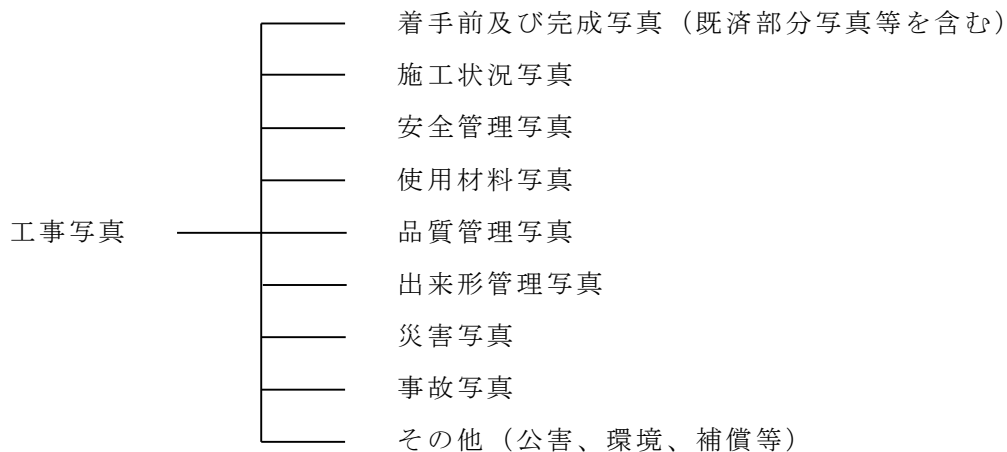 着手前及び完成写真（既済部分写真等を含む）
施工状況写真
安全管理写真
使用材料写真
工事写真
品質管理写真
出来形管理写真
災害写真
事故写真
その他（公害、環境、補償等）